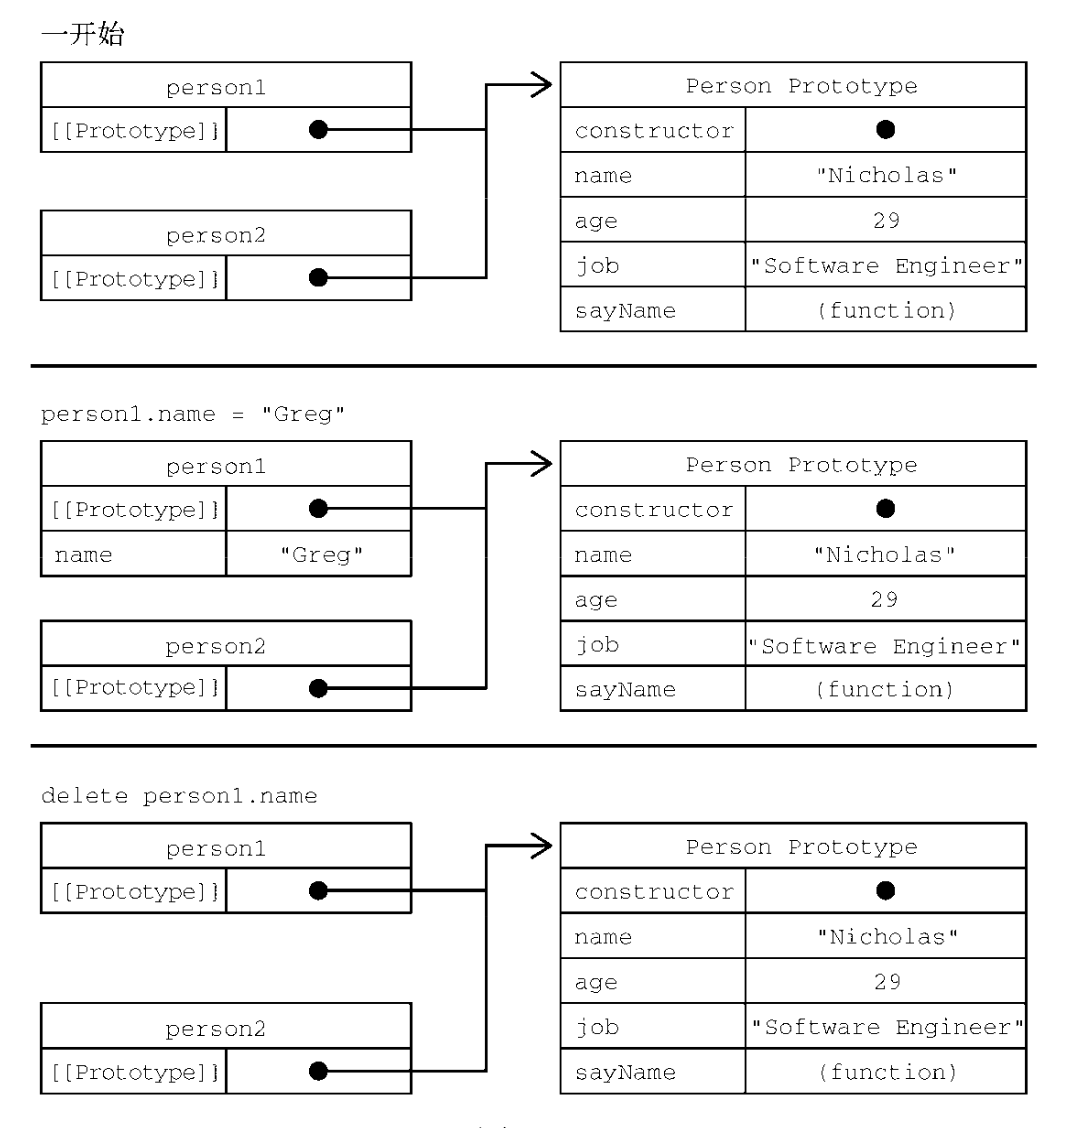 一开始
person1
[[Prototype]]
person2
[[Prototype]]
Person Prototype
constructor
name "Nicholas"
age 29
job "Software Engineer"
sayName (function)
person1.name = "Greg"
person1
[[Prototype]]
name "Greg"
person2
[[Prototype]]
Person Prototype
constructor
name "Nicholas"
age 29
job "Software Engineer"
sayName (function)
delete person1.name
person1
[[Prototype]]
person2
[[Prototype]]
Person Prototype
constructor
name "Nicholas"
age 29
job "Software Engineer"
sayName (function)